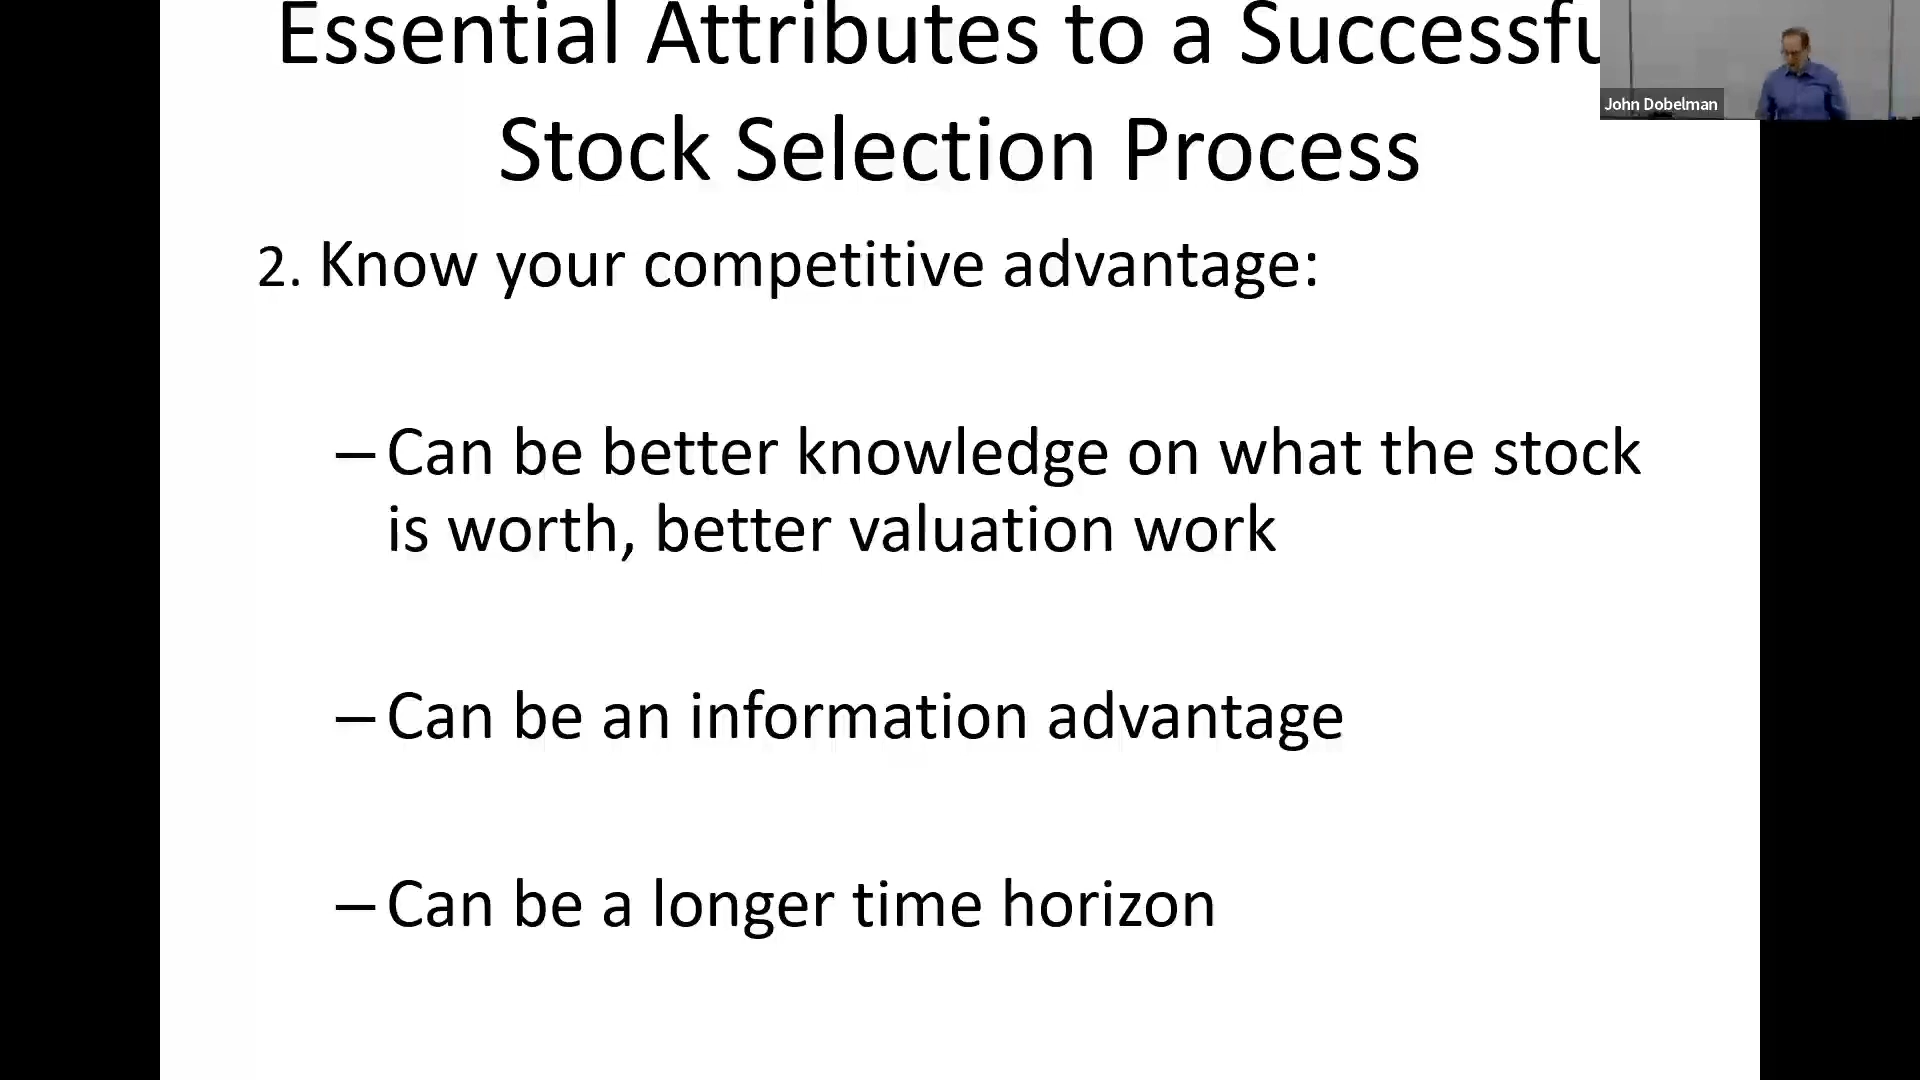 Essential Attributes to a Successfu
Stock Selection Process
John Dobelman
2. Know your competitive advantage:
– Can be better knowledge on what the stock
is worth, better valuation work
– Can be an information advantage
– Can be a longer time horizon